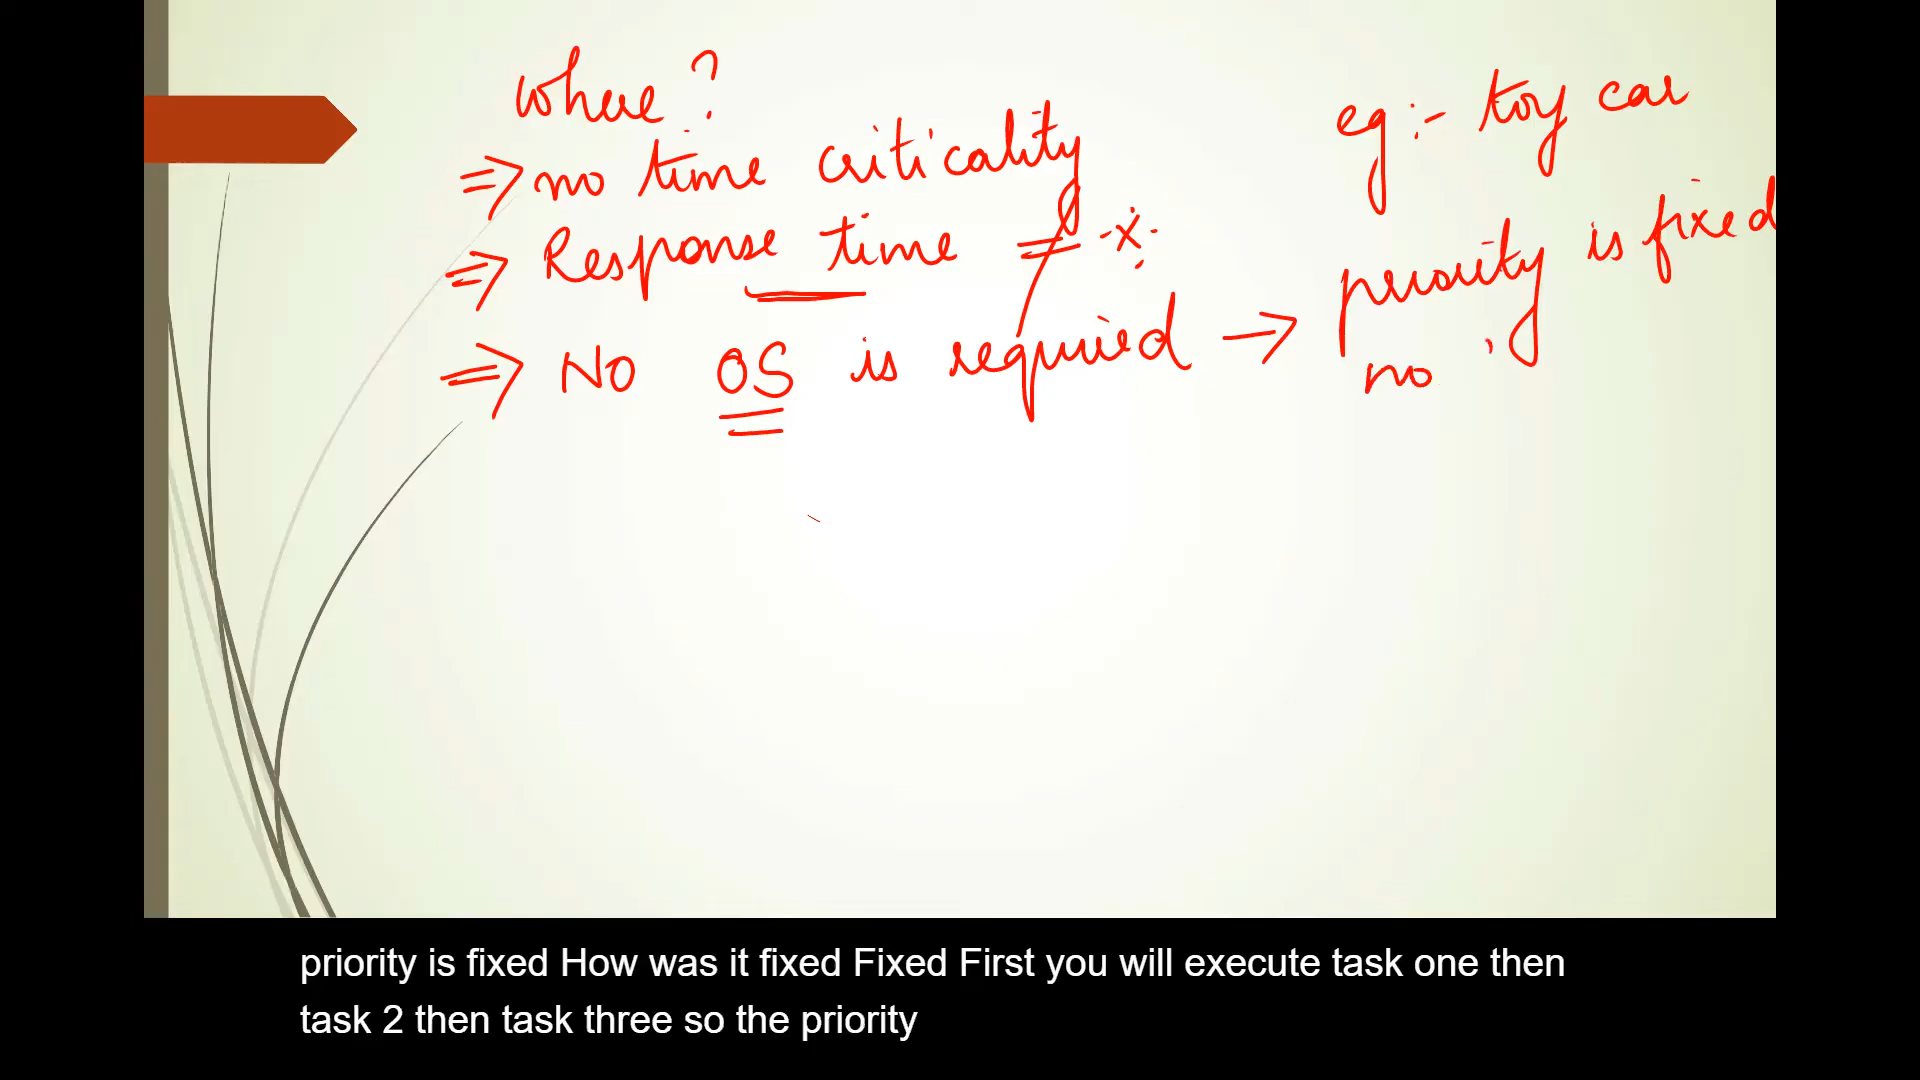 where?
⇒ no time criticality
⇒ Response time = x
⇒ No OS is required → priority is fixed
no
eg:- toy car
priority is fixed How was it fixed Fixed First you will execute task one then
task 2 then task three so the priority